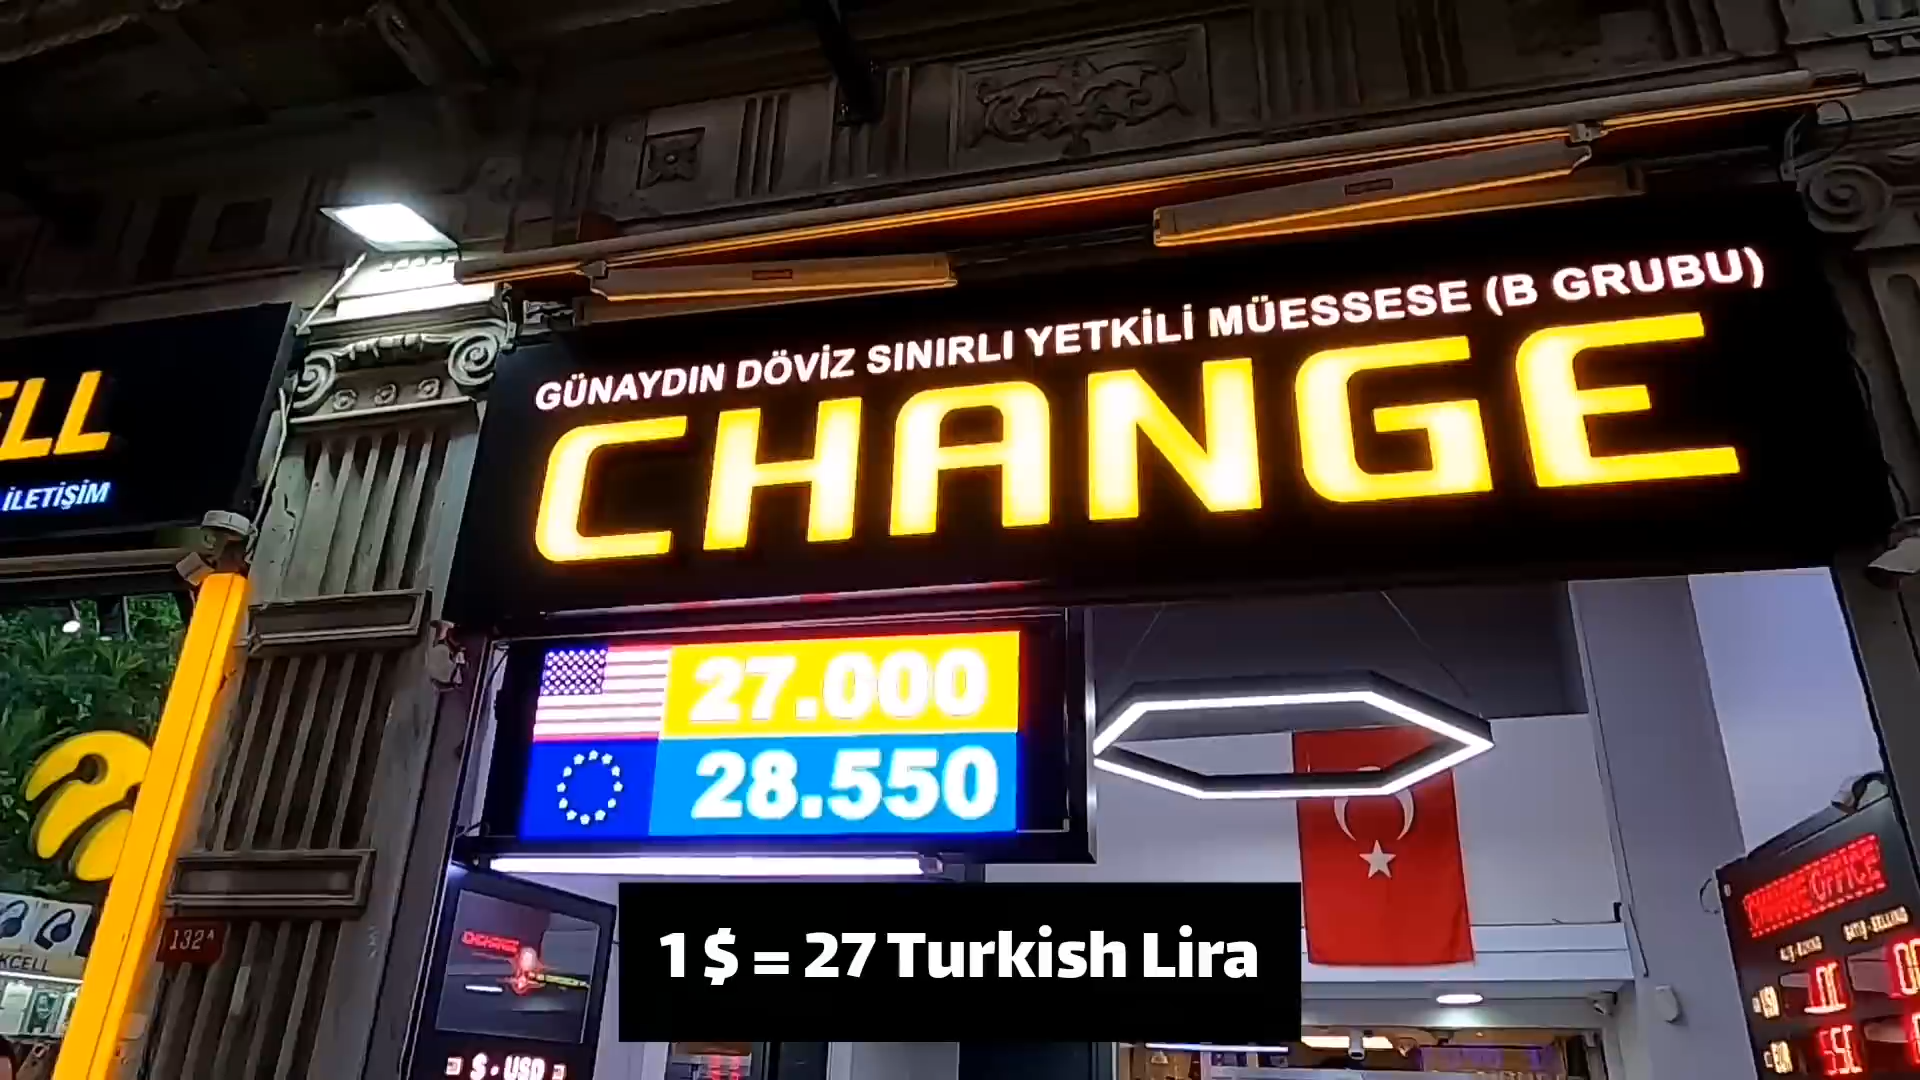 GÜNAYDIN DÖVİZ SINIRLI YETKİLİ MÜESSESE (B GRUBU)
CHANGE
ELL
İLETİŞİM
27.000
28.550
132A
KCELL
CHANGE OFFICE
$ - USD
1 $ = 27 Turkish Lira